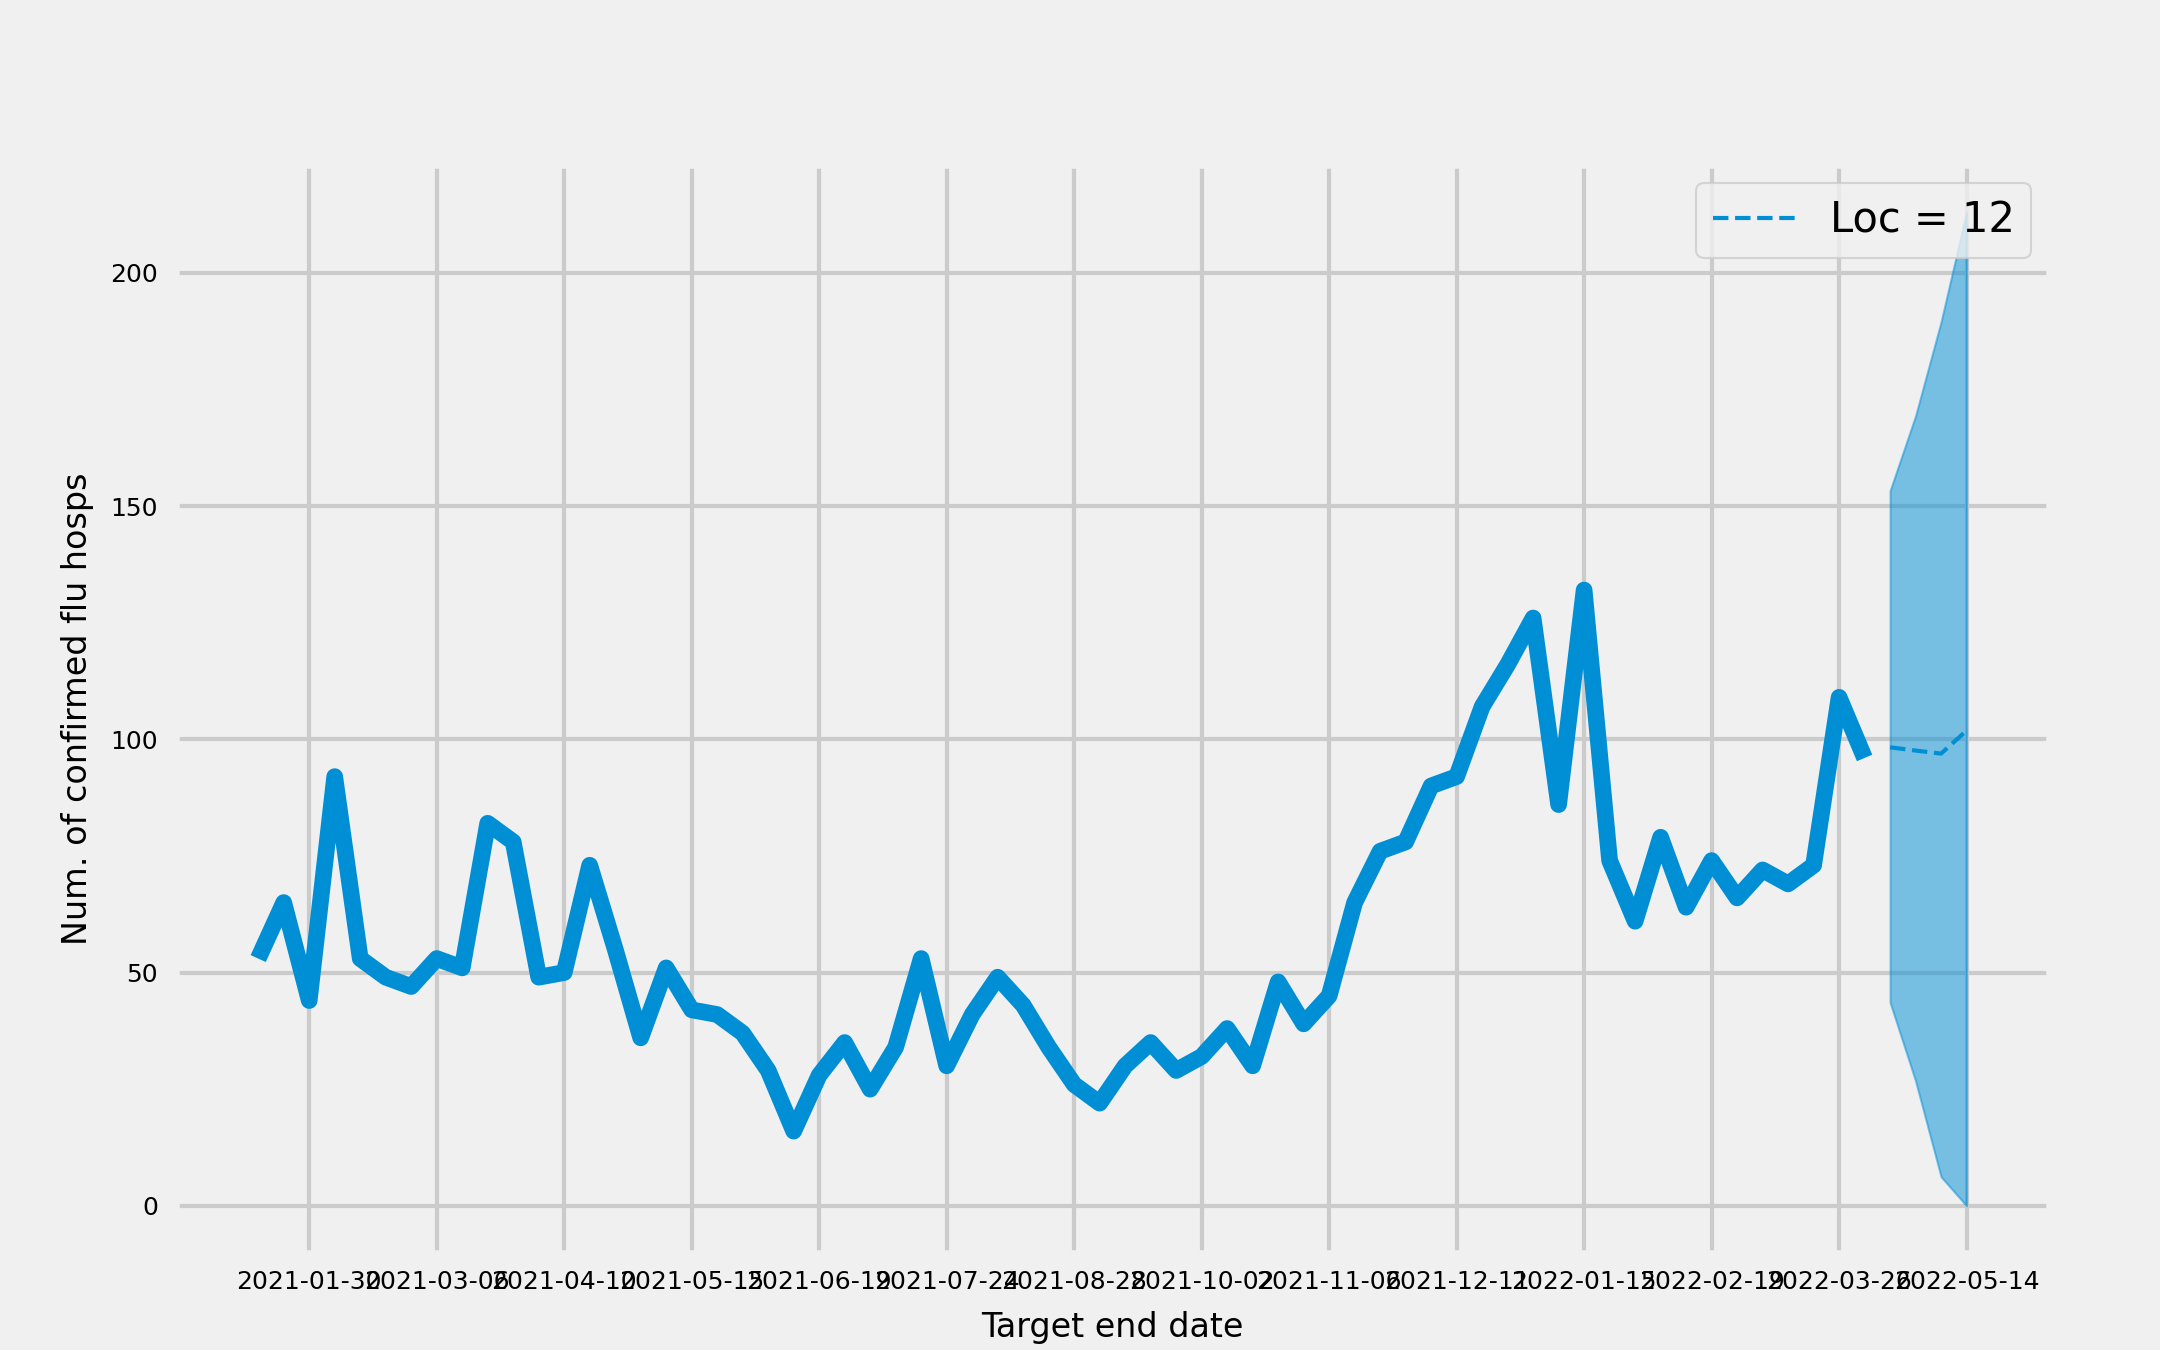 Loc = 12
Num. of confirmed flu hosps
200
150
100
50
0
2021-01-30 2021-03-06 2021-04-10 2021-05-15 2021-06-19 2021-07-24 2021-08-28 2021-10-02 2021-11-06 2021-12-11 2022-01-15 2022-02-19 2022-03-26 2022-05-14
Target end date